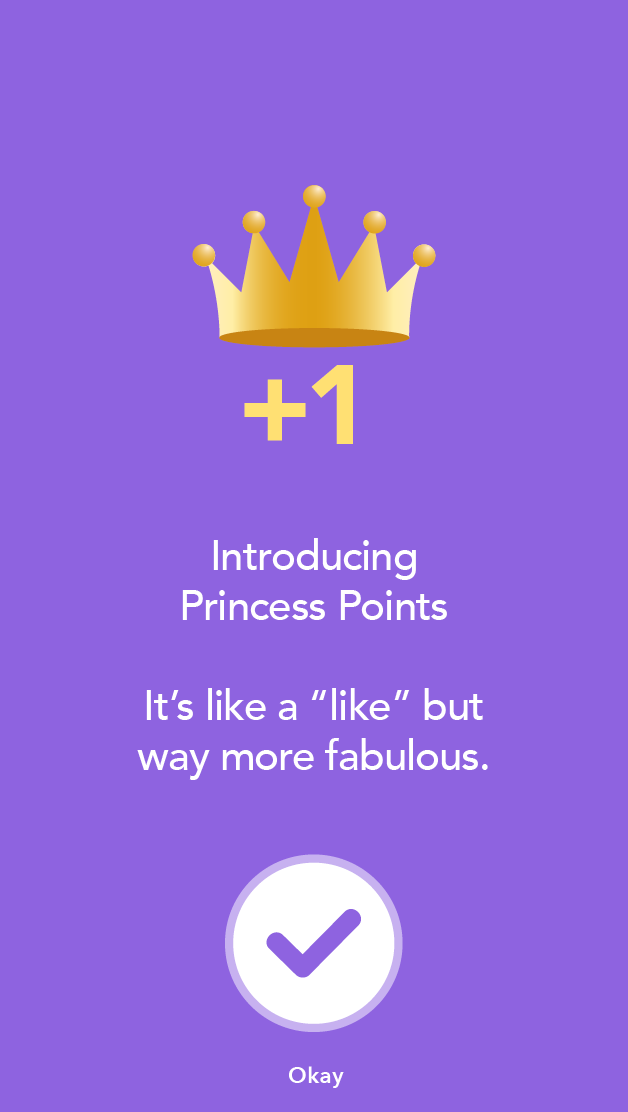 +1
Introducing
Princess Points
It’s like a “like” but
way more fabulous.
Okay